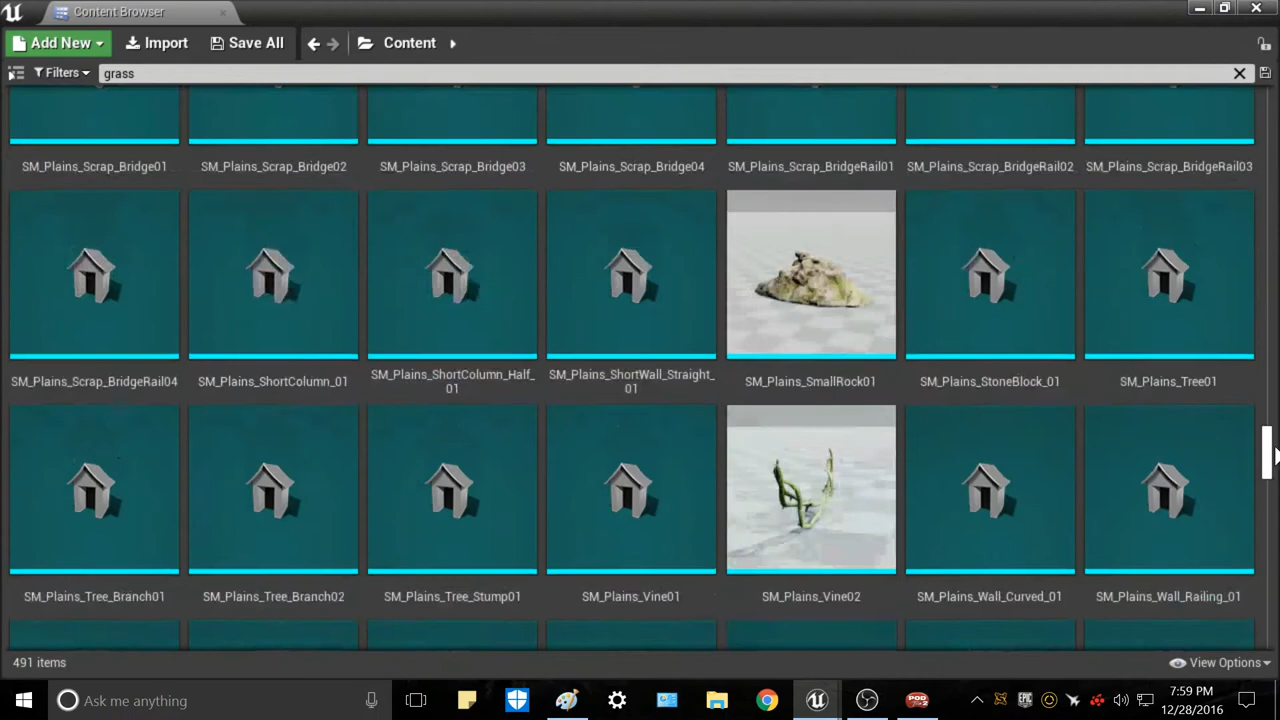 Content Browser
Add New
Import
Save All
Content
Filters
grass
SM_Plains_Scrap_Bridge01
SM_Plains_Scrap_Bridge02
SM_Plains_Scrap_Bridge03
SM_Plains_Scrap_Bridge04
SM_Plains_Scrap_BridgeRail01
SM_Plains_Scrap_BridgeRail02
SM_Plains_Scrap_BridgeRail03
SM_Plains_Scrap_BridgeRail04
SM_Plains_ShortColumn_01
SM_Plains_ShortColumn_Half_
01
SM_Plains_ShortWall_Straight_
01
SM_Plains_SmallRock01
SM_Plains_StoneBlock_01
SM_Plains_Tree01
SM_Plains_Tree_Branch01
SM_Plains_Tree_Branch02
SM_Plains_Tree_Stump01
SM_Plains_Vine01
SM_Plains_Vine02
SM_Plains_Wall_Curved_01
SM_Plains_Wall_Railing_01
491 items
View Options
Ask me anything
EPIC
POD
7:59 PM
12/28/2016